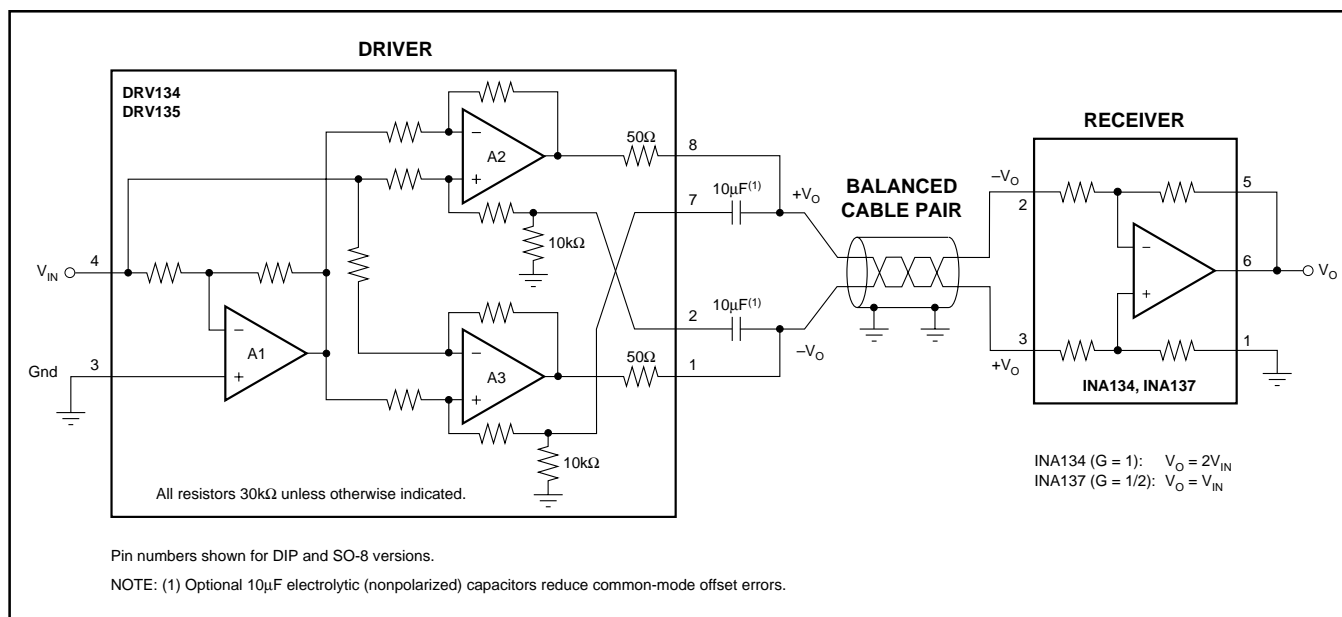 DRIVER
DRV134
DRV135
A2
50Ω
8
7
10µF(1)
+VO
10kΩ
VIN
4
A1
Gnd
3
A3
10kΩ
50Ω
2
10µF(1)
–VO
1
All resistors 30kΩ unless otherwise indicated.
BALANCED
CABLE PAIR
RECEIVER
–VO
2
5
6
VO
3
+VO
1
INA134, INA137
INA134 (G = 1): VO = 2VIN
INA137 (G = 1/2): VO = VIN
Pin numbers shown for DIP and SO-8 versions.
NOTE: (1) Optional 10µF electrolytic (nonpolarized) capacitors reduce common-mode offset errors.